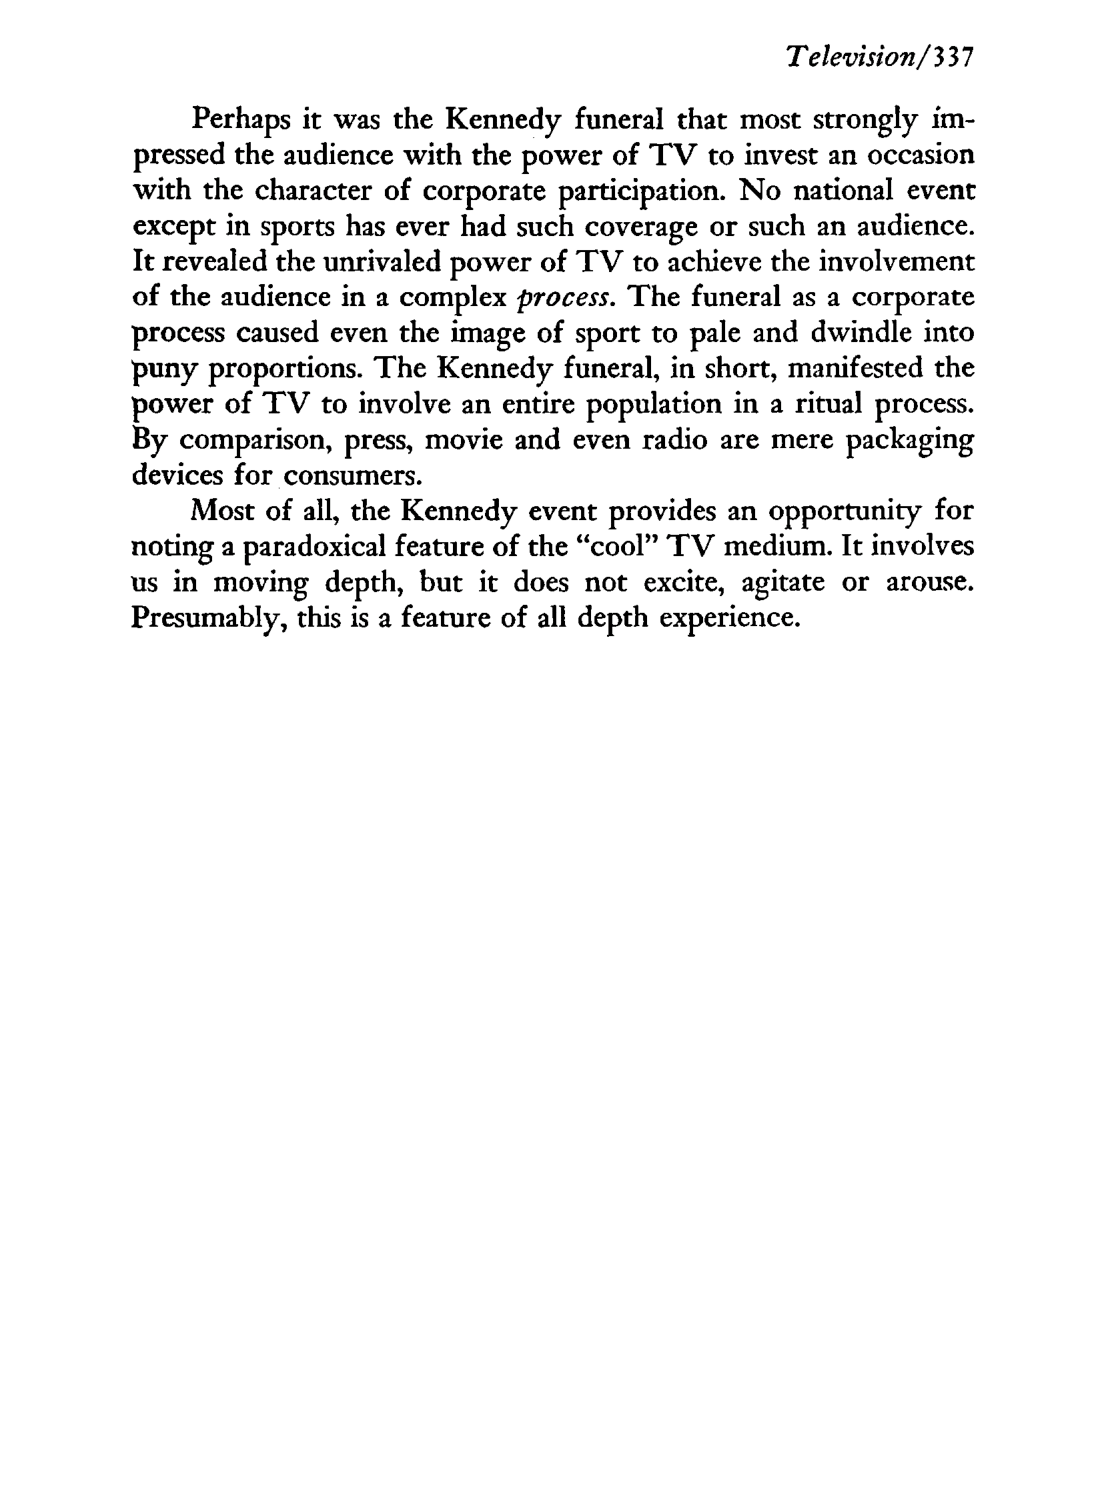 Television/337
Perhaps it was the Kennedy funeral that most strongly im-
pressed the audience with the power of TV to invest an occasion
with the character of corporate participation. No national event
except in sports has ever had such coverage or such an audience.
It revealed the unrivaled power of TV to achieve the involvement
of the audience in a complex process. The funeral as a corporate
process caused even the image of sport to pale and dwindle into
puny proportions. The Kennedy funeral, in short, manifested the
power of TV to involve an entire population in a ritual process.
By comparison, press, movie and even radio are mere packaging
devices for consumers.
Most of all, the Kennedy event provides an opportunity for
noting a paradoxical feature of the “cool” TV medium. It involves
us in moving depth, but it does not excite, agitate or arouse.
Presumably, this is a feature of all depth experience.